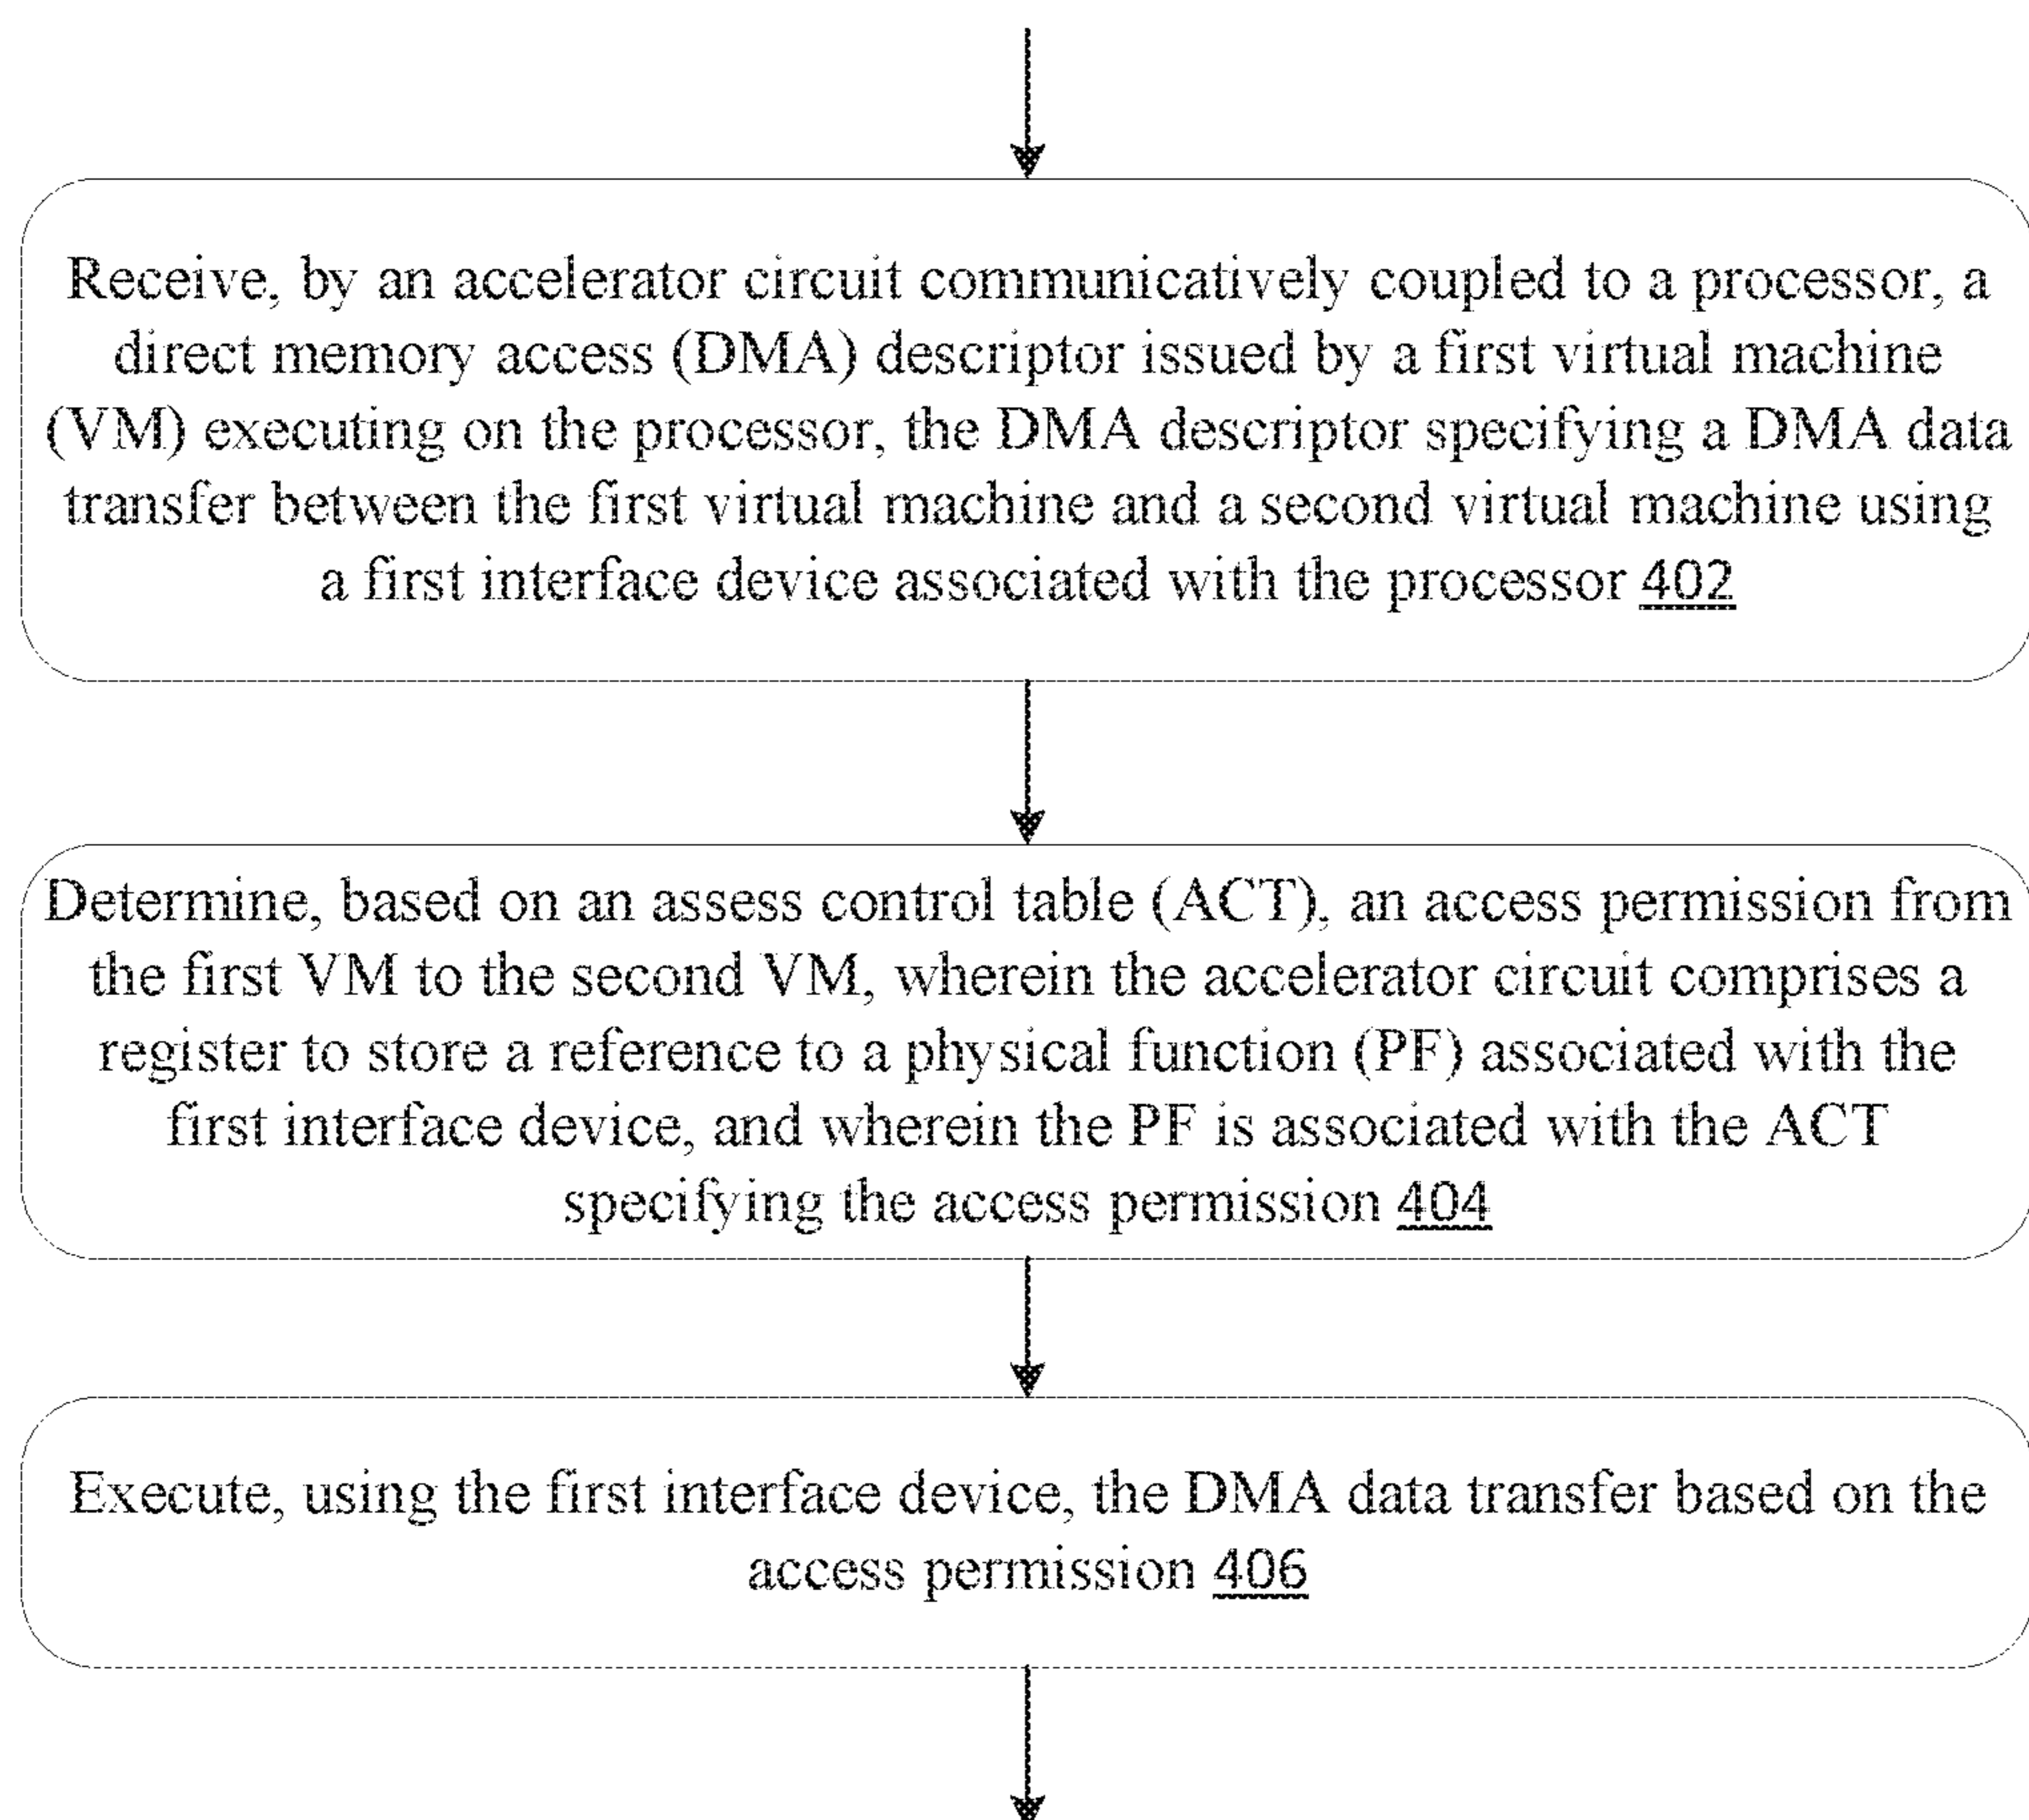 Receive, by an accelerator circuit communicatively coupled to a processor, a
direct memory access (DMA) descriptor issued by a first virtual machine
(VM) executing on the processor, the DMA descriptor specifying a DMA data
transfer between the first virtual machine and a second virtual machine using
a first interface device associated with the processor 402
Determine, based on an assess control table (ACT), an access permission from
the first VM to the second VM, wherein the accelerator circuit comprises a
register to store a reference to a physical function (PF) associated with the
first interface device, and wherein the PF is associated with the ACT
specifying the access permission 404
Execute, using the first interface device, the DMA data transfer based on the
access permission 406